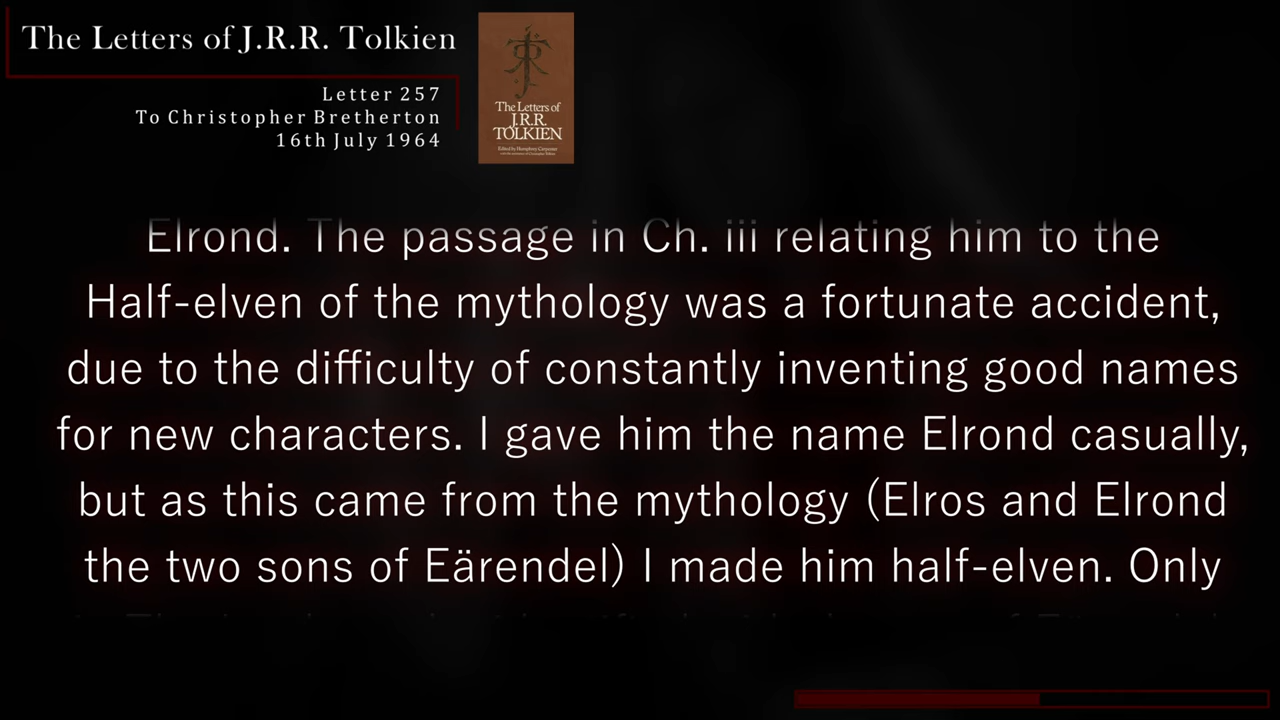 The Letters of J.R.R. Tolkien
Letter 257
To Christopher Bretherton
16th July 1964
The Letters of
J.R.R.
TOLKIEN
Elrond. The passage in Ch. iii relating him to the
Half-elven of the mythology was a fortunate accident,
due to the difficulty of constantly inventing good names
for new characters. I gave him the name Elrond casually,
but as this came from the mythology (Elros and Elrond
the two sons of Eärendel) I made him half-elven. Only